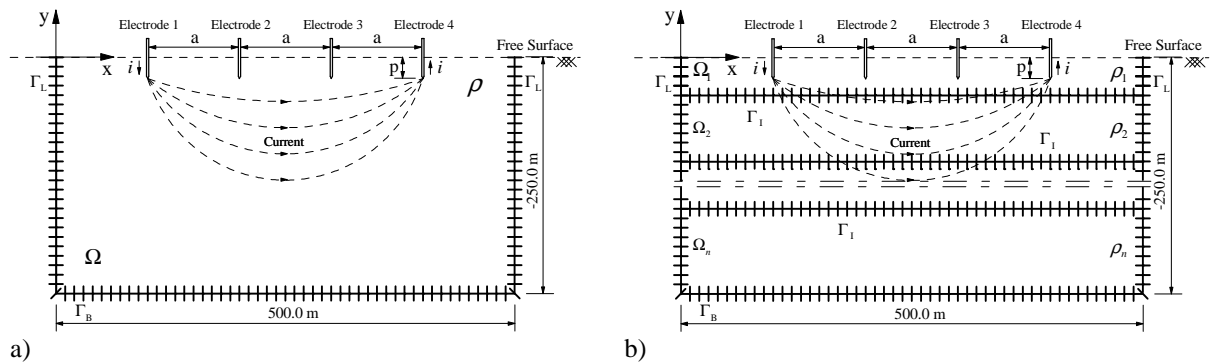 y
Electrode 1 Electrode 2 Electrode 3 Electrode 4
a a a
Free Surface
x
i
p
i
Γ_L
ρ
Γ_L
Current
-250.0 m
Ω
Γ_B
500.0 m
a)
y
Electrode 1 Electrode 2 Electrode 3 Electrode 4
a a a
Free Surface
x
i
p
i
Ω_1
ρ_1
Γ_L
Γ_L
Γ_I
Ω_2
ρ_2
Current
Γ_I
-250.0 m
Γ_I
Ω_n
ρ_n
Γ_B
500.0 m
b)